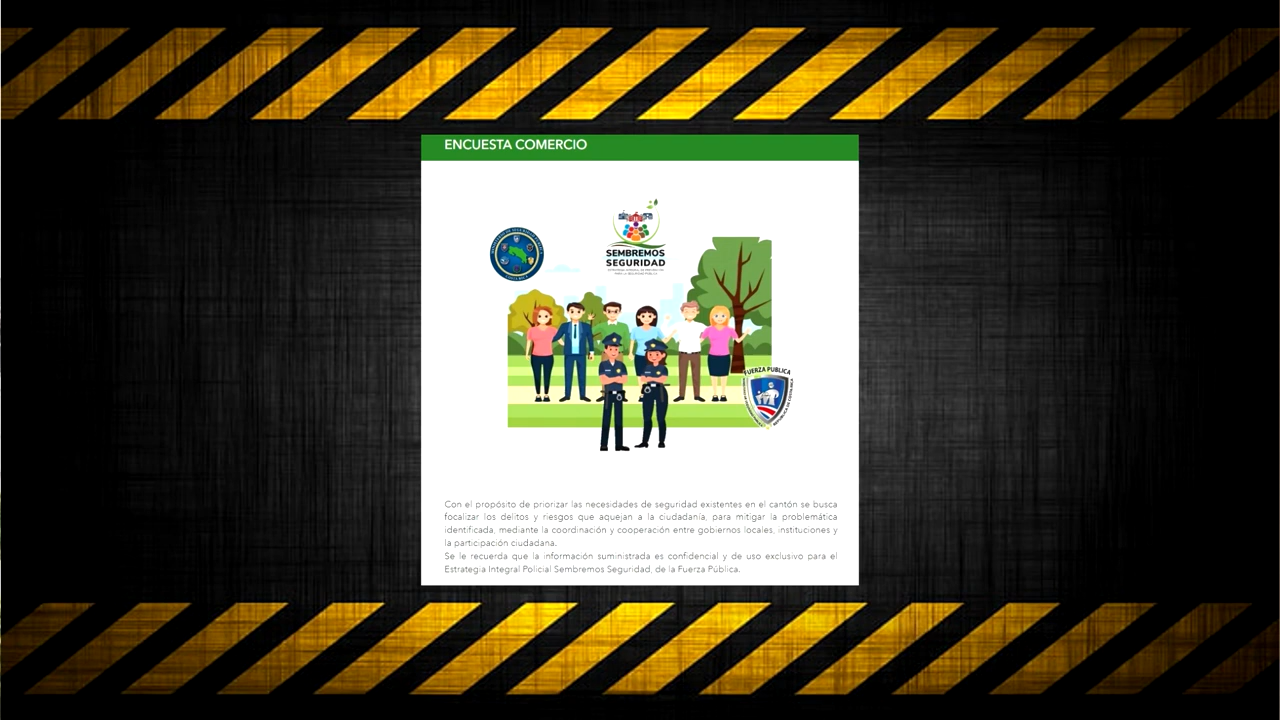 ENCUESTA COMERCIO
SEMBREMOS
SEGURIDAD
FUERZA PUBLICA
Con el propósito de priorizar las necesidades de seguridad existentes en el cantón se busca
focalizar los delitos y riesgos que aquejan a la ciudadanía, para mitigar la problemática
identificada, mediante la coordinación y cooperación entre gobiernos locales, instituciones y
la participación ciudadana.
Se le recuerda que la información suministrada es confidencial y de uso exclusivo para el
Estrategia Integral Policial Sembremos Seguridad, de la Fuerza Pública.